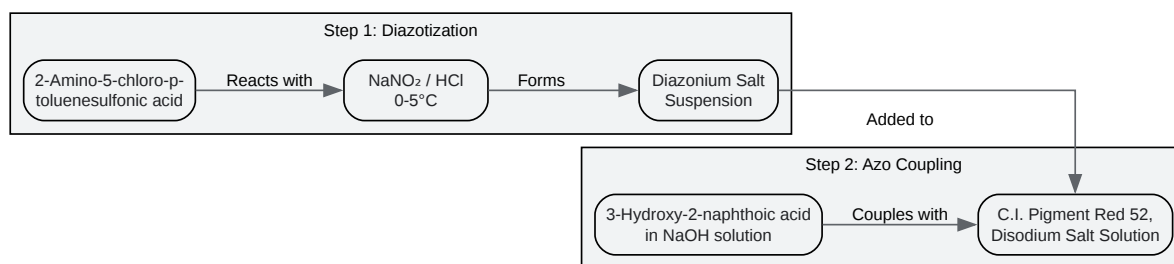 Step 1: Diazotization
2-Amino-5-chloro-p-
toluenesulfonic acid
Reacts with
NaNO₂ / HCl
0-5°C
Forms
Diazonium Salt
Suspension
Added to
Step 2: Azo Coupling
3-Hydroxy-2-naphthoic acid
in NaOH solution
Couples with
C.I. Pigment Red 52,
Disodium Salt Solution